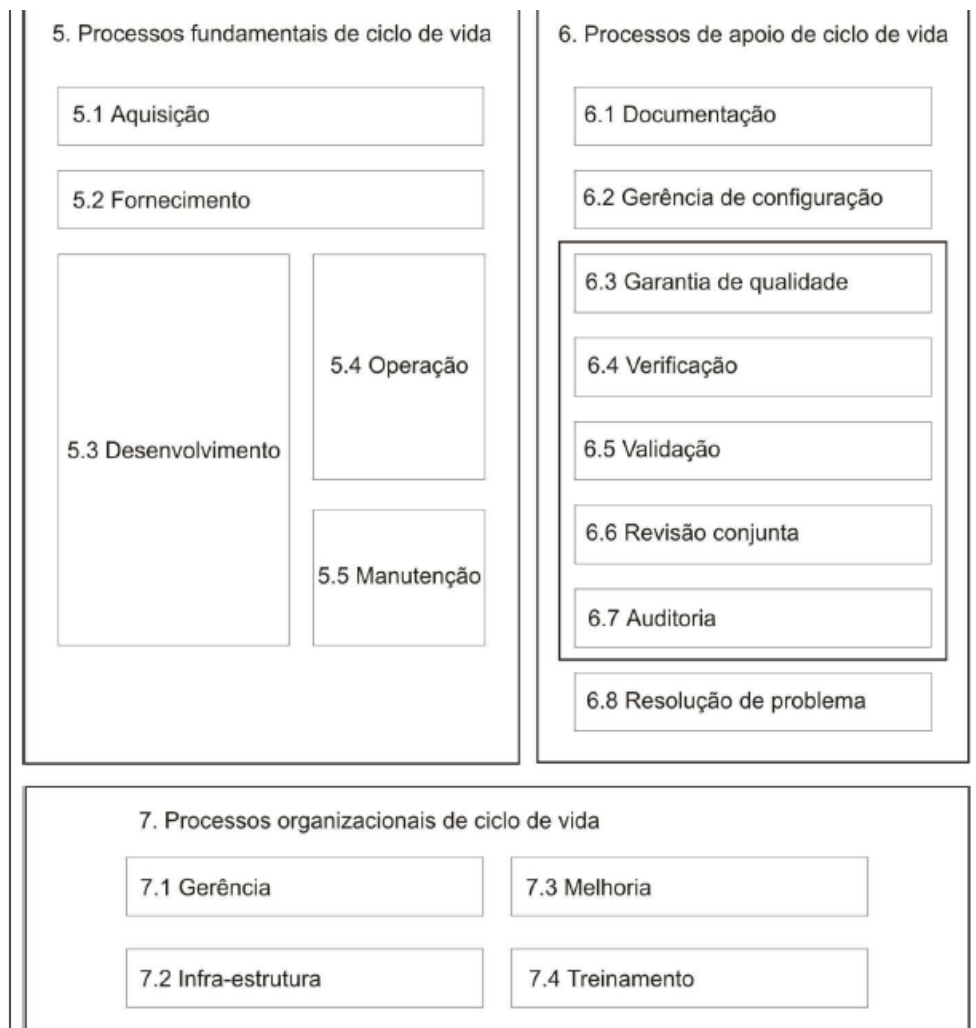 5. Processos fundamentais de ciclo de vida
5.1 Aquisição
5.2 Fornecimento
5.3 Desenvolvimento
5.4 Operação
5.5 Manutenção
6. Processos de apoio de ciclo de vida
6.1 Documentação
6.2 Gerência de configuração
6.3 Garantia de qualidade
6.4 Verificação
6.5 Validação
6.6 Revisão conjunta
6.7 Auditoria
6.8 Resolução de problema
7. Processos organizacionais de ciclo de vida
7.1 Gerência
7.3 Melhoria
7.2 Infra-estrutura
7.4 Treinamento